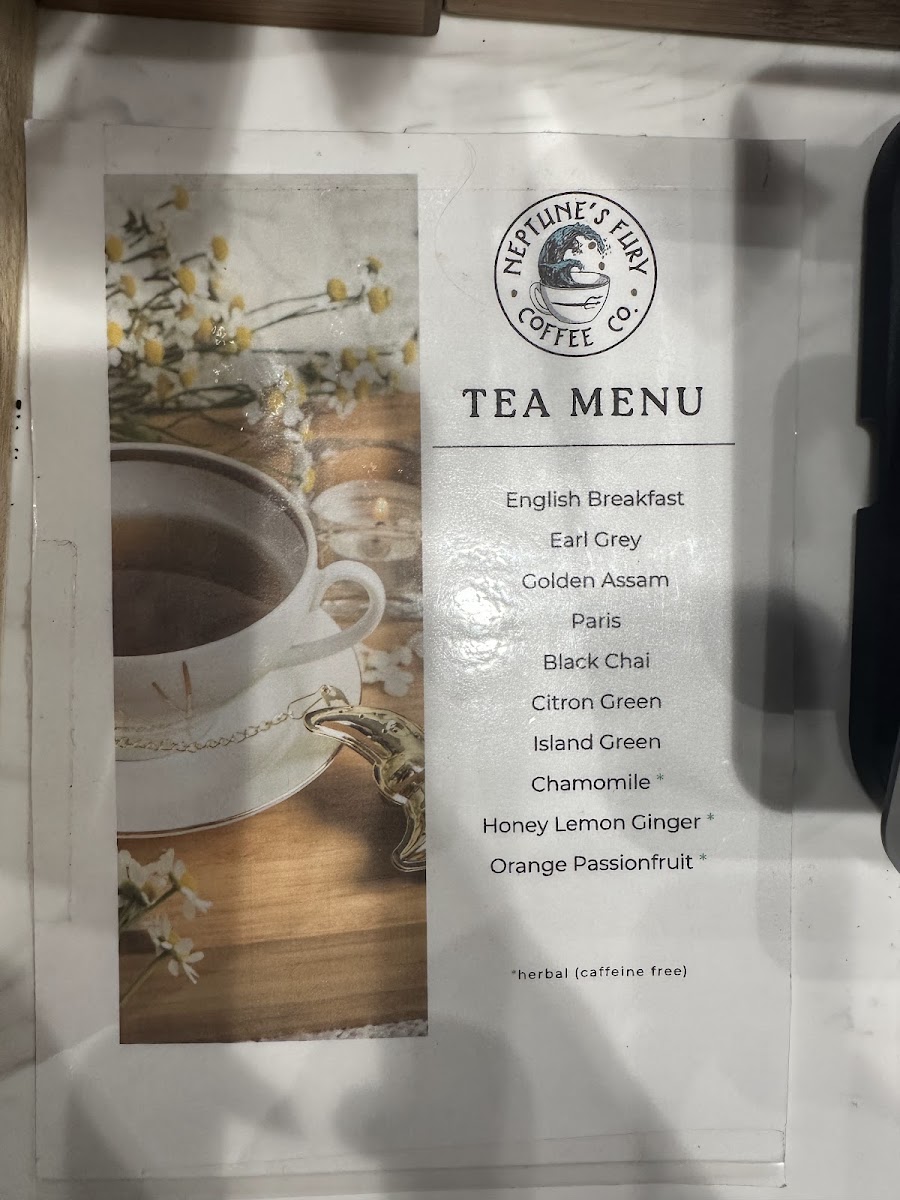 NEPTUNE'S FURY
COFFEE CO.
TEA MENU
English Breakfast
Earl Grey
Golden Assam
Paris
Black Chai
Citron Green
Island Green
Chamomile *
Honey Lemon Ginger *
Orange Passionfruit *
*herbal (caffeine free)